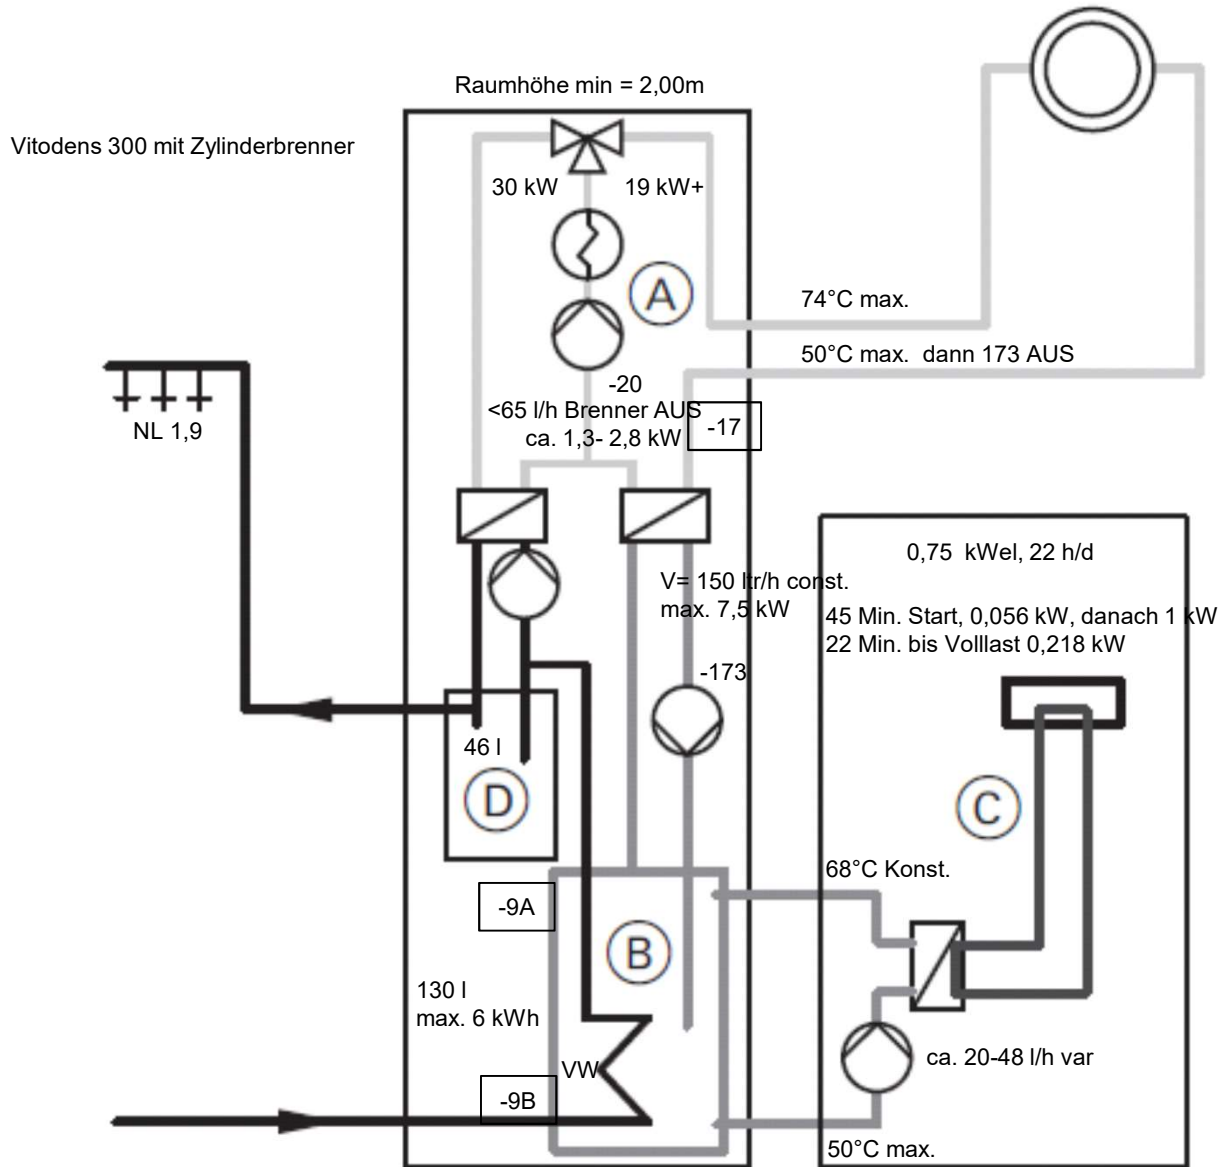 Raumhöhe min = 2,00m
Vitodens 300 mit Zylinderbrenner
30 kW
19 kW+
A
74°C max.
50°C max. dann 173 AUS
-20
<65 l/h Brenner AUS
ca. 1,3- 2,8 kW
-17
NL 1,9
0,75 kWel, 22 h/d
V= 150 ltr/h const.
max. 7,5 kW
45 Min. Start, 0,056 kW, danach 1 kW
22 Min. bis Volllast 0,218 kW
-173
46 l
D
C
68°C Konst.
-9A
B
130 l
max. 6 kWh
VW
ca. 20-48 l/h var
-9B
50°C max.